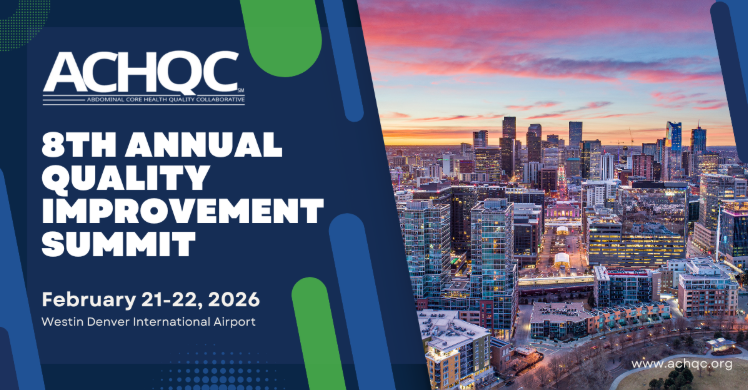 ACHQC
SM
ABDOMINAL CORE HEALTH QUALITY COLLABORATIVE
8TH ANNUAL
QUALITY
IMPROVEMENT
SUMMIT
February 21-22, 2026
Westin Denver International Airport
www.achqc.org